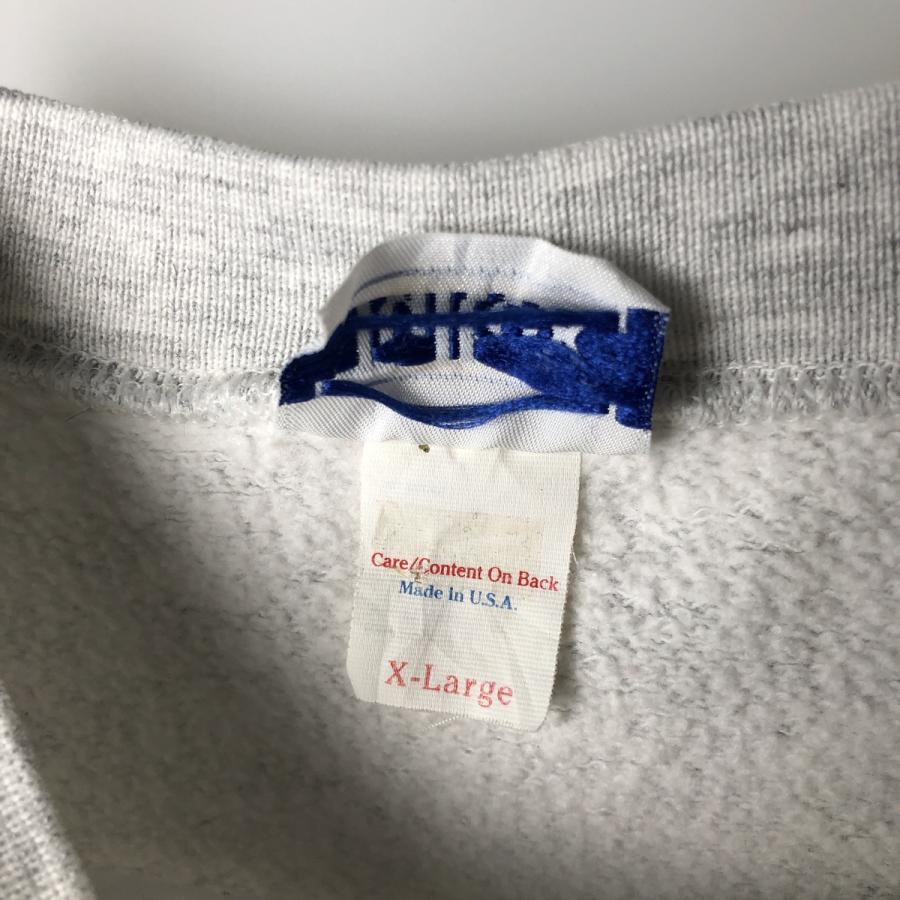 Care/Content On Back
Made in U.S.A.
X-Large